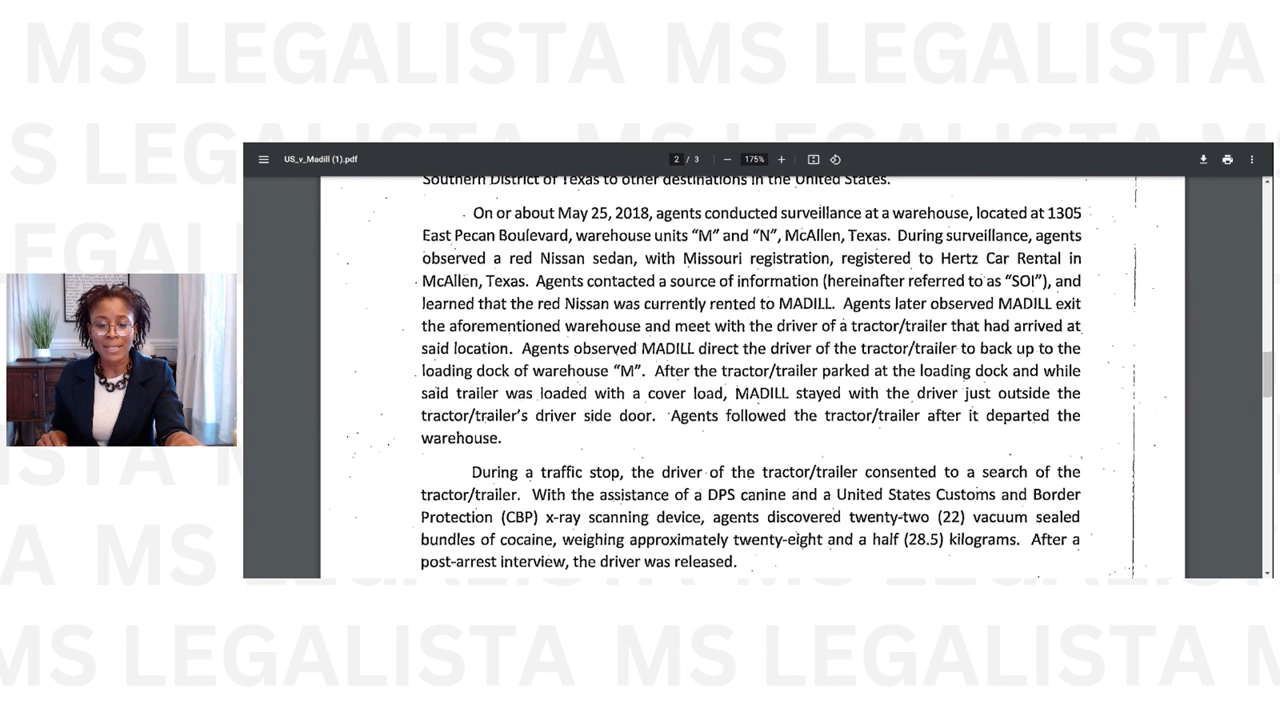 MS LEGALISTA MS LEGALISTA
S LEG
US_v_Madill (1).pdf
2 / 3
175%
Southern District of Texas to other destinations in the United States.
On or about May 25, 2018, agents conducted surveillance at a warehouse, located at 1305
East Pecan Boulevard, warehouse units “M” and “N”, McAllen, Texas. During surveillance, agents
observed a red Nissan sedan, with Missouri registration, registered to Hertz Car Rental in
McAllen, Texas. Agents contacted a source of information (hereinafter referred to as “SOI”), and
learned that the red Nissan was currently rented to MADILL. Agents later observed MADILL exit
the aforementioned warehouse and meet with the driver of a tractor/trailer that had arrived at
said location. Agents observed MADILL direct the driver of the tractor/trailer to back up to the
loading dock of warehouse “M”. After the tractor/trailer parked at the loading dock and while
said trailer was loaded with a cover load, MADILL stayed with the driver just outside the
tractor/trailer’s driver side door. Agents followed the tractor/trailer after it departed the
warehouse.
During a traffic stop, the driver of the tractor/trailer consented to a search of the
tractor/trailer. With the assistance of a DPS canine and a United States Customs and Border
Protection (CBP) x-ray scanning device, agents discovered twenty-two (22) vacuum sealed
bundles of cocaine, weighing approximately twenty-eight and a half (28.5) kilograms. After a
post-arrest interview, the driver was released.
A MS
MS LEGALISTA MS LEGALISTA